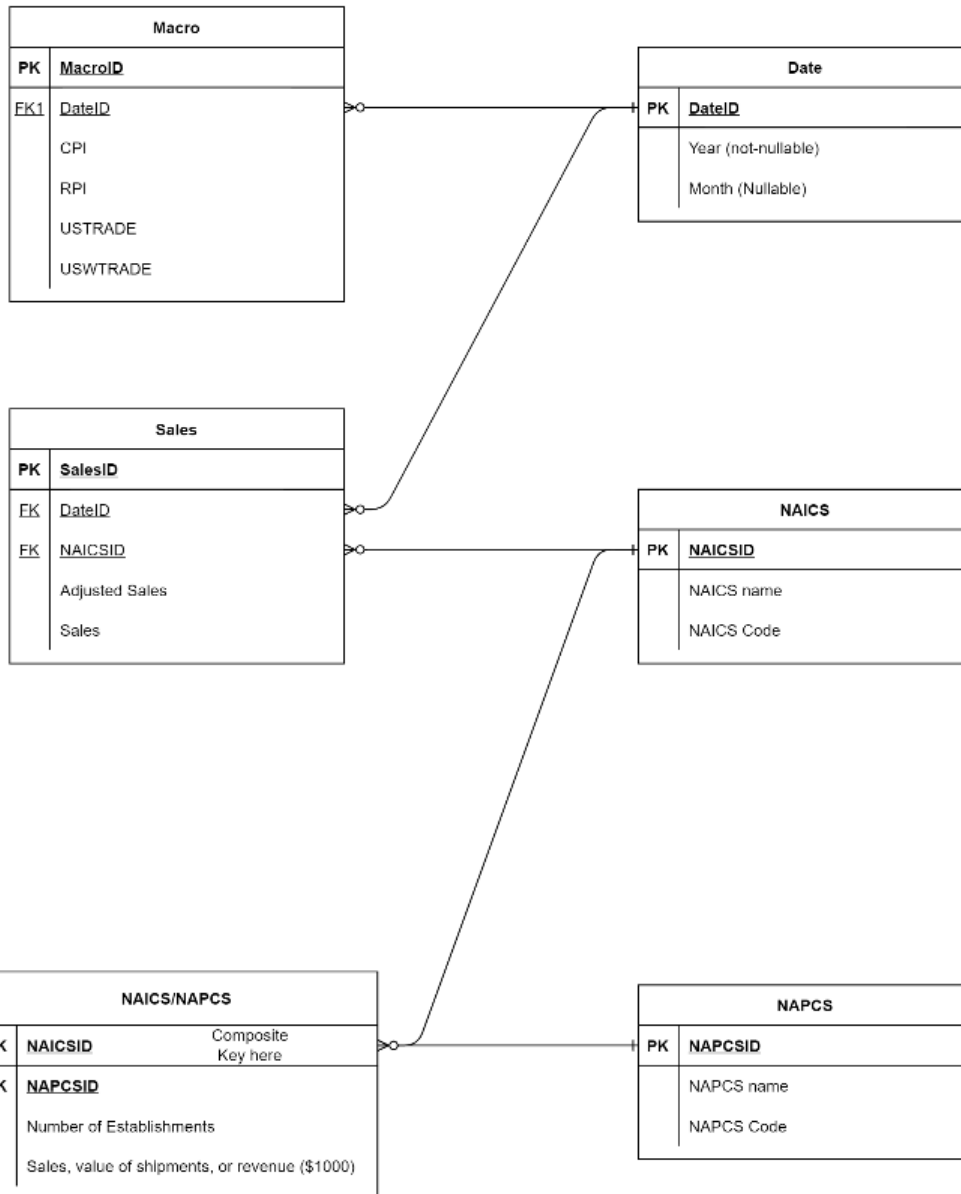 Macro
PK MacroID
FK1 DateID
CPI
RPI
USTRADE
USWTRADE
Date
PK DateID
Year (not-nullable)
Month (Nullable)
Sales
PK SalesID
FK DateID
FK NAICSID
Adjusted Sales
Sales
NAICS
PK NAICSID
NAICS name
NAICS Code
NAICS/NAPCS
K NAICSID
Composite
Key here
K NAPCSID
Number of Establishments
Sales, value of shipments, or revenue ($1000)
NAPCS
PK NAPCSID
NAPCS name
NAPCS Code